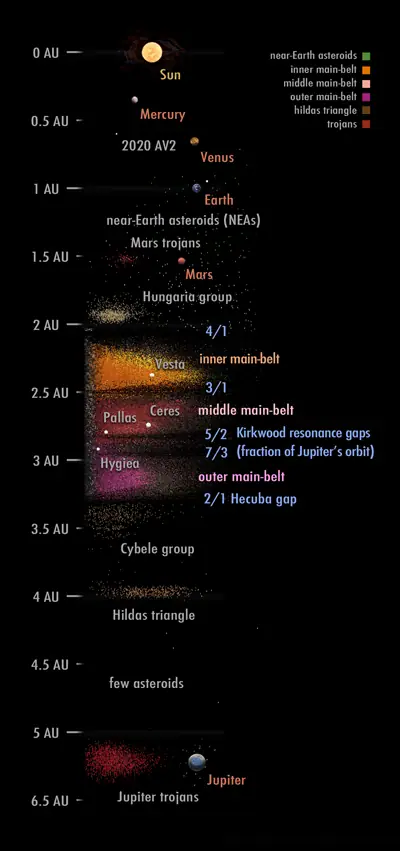 0 AU
Sun
near-Earth asteroids
inner main-belt
middle main-belt
outer main-belt
hildas triangle
trojans
Mercury
0.5 AU
2020 AV2
Venus
1 AU
Earth
near-Earth asteroids (NEAs)
Mars trojans
1.5 AU
Mars
Hungaria group
2 AU
4/1
inner main-belt
Vesta
3/1
2.5 AU
middle main-belt
Pallas
Ceres
5/2 Kirkwood resonance gaps
7/3 (fraction of Jupiter's orbit)
3 AU
Hygiea
outer main-belt
2/1 Hecuba gap
3.5 AU
Cybele group
4 AU
Hildas triangle
4.5 AU
few asteroids
5 AU
Jupiter
6.5 AU
Jupiter trojans